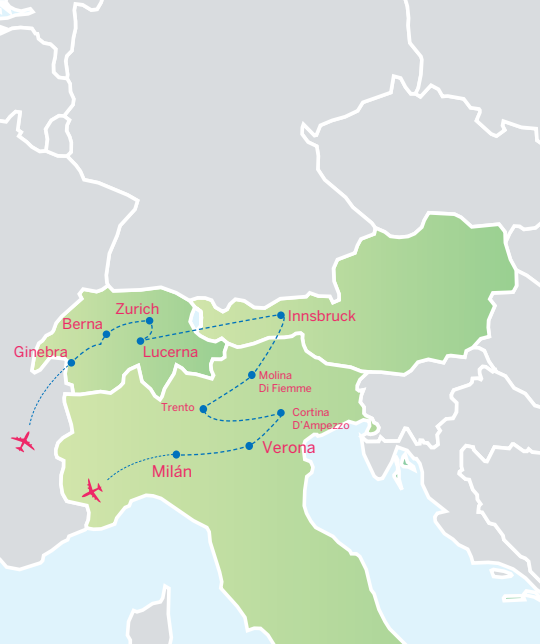 Zurich
Berna
Innsbruck
Ginebra
Lucerna
Molina
Di Fiemme
Trento
Cortina
D'Ampezzo
Verona
Milán